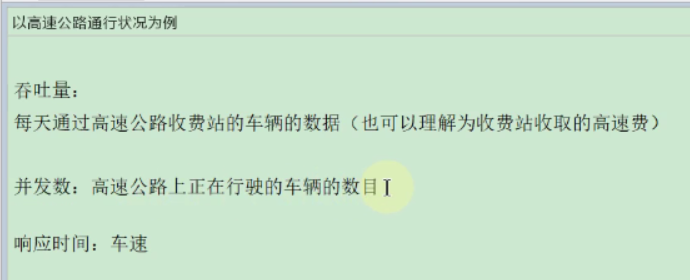 以高速公路通行状况为例
吞吐量：
每天通过高速公路收费站的车辆的数据（也可以理解为收费站收取的高速费）
并发数：高速公路上正在行驶的车辆的数目
响应时间：车速